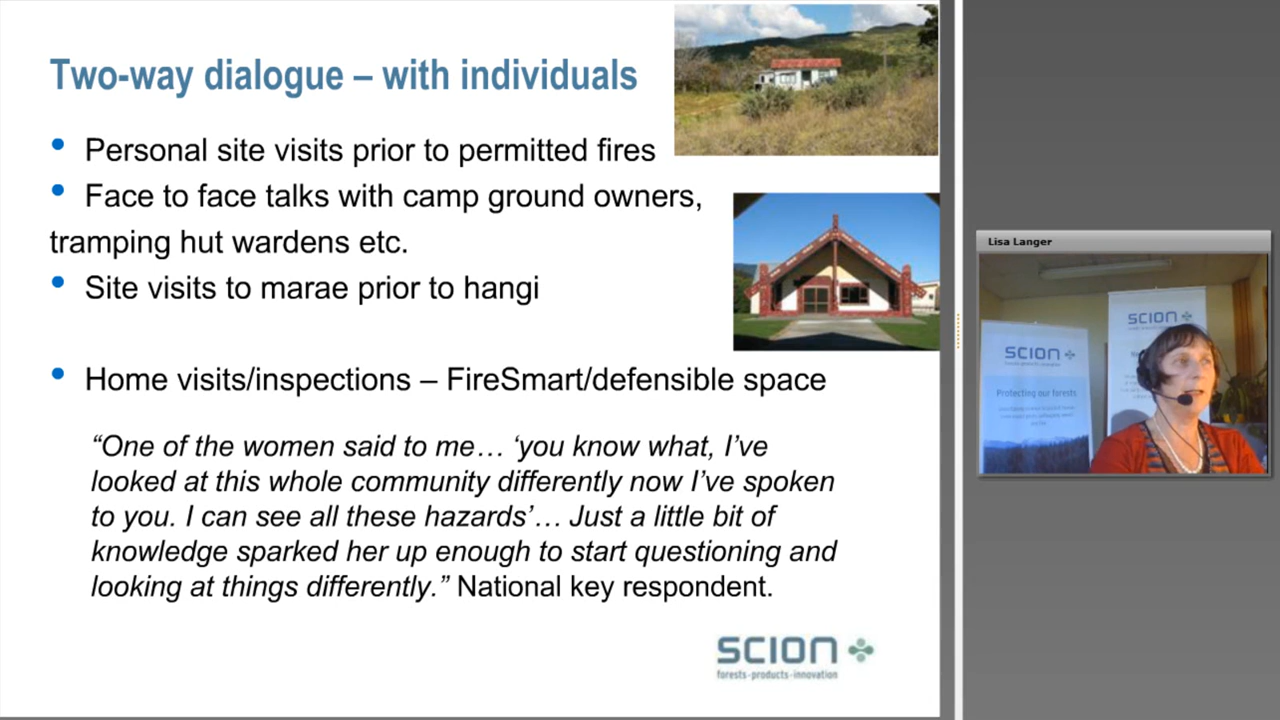 Two-way dialogue – with individuals
• Personal site visits prior to permitted fires
• Face to face talks with camp ground owners,
tramping hut wardens etc.
• Site visits to marae prior to hangi
• Home visits/inspections – FireSmart/defensible space
“One of the women said to me… ‘you know what, I’ve
looked at this whole community differently now I’ve spoken
to you. I can see all these hazards’… Just a little bit of
knowledge sparked her up enough to start questioning and
looking at things differently.” National key respondent.
SCION
forests-products-innovation
Lisa Langer
SCION
SCION
Protecting our forests